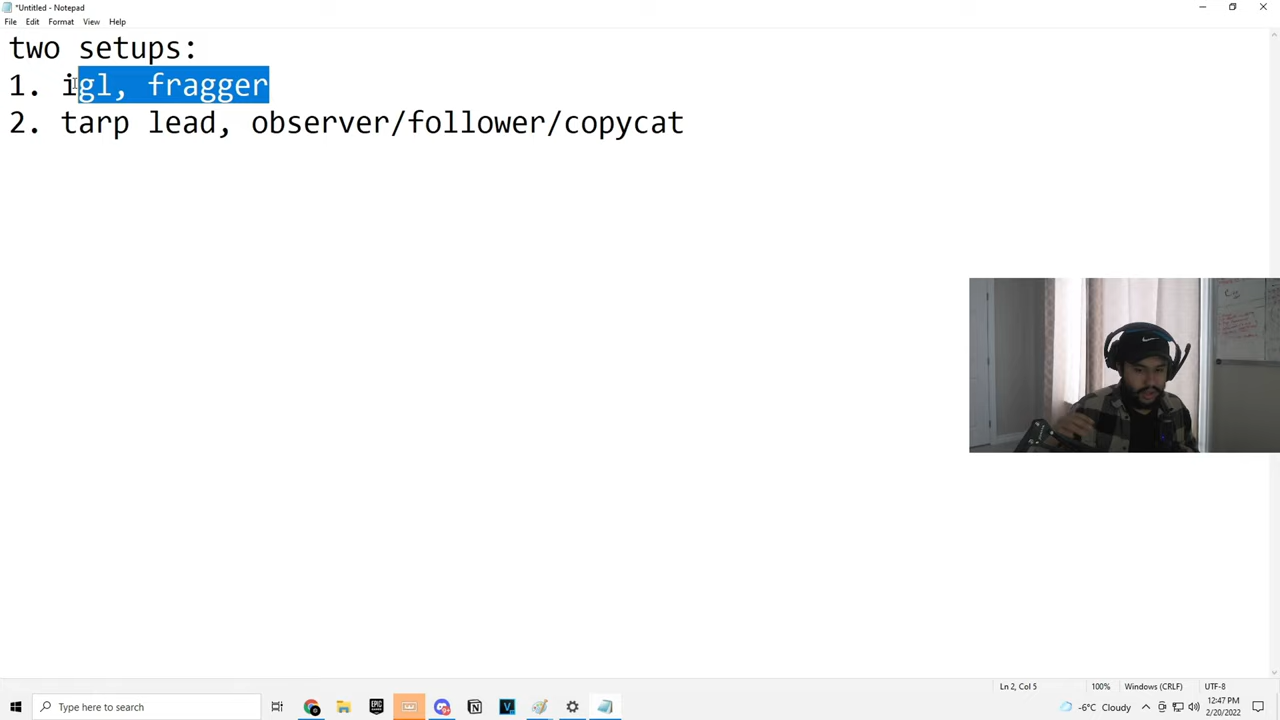 *Untitled - Notepad
File Edit Format View Help
two setups:
1. igl, fragger
2. tarp lead, observer/follower/copycat
Ln 2, Col 5 100% Windows (CRLF) UTF-8
Type here to search
EPIC
-6°C Cloudy
12:47 PM
2/20/2022